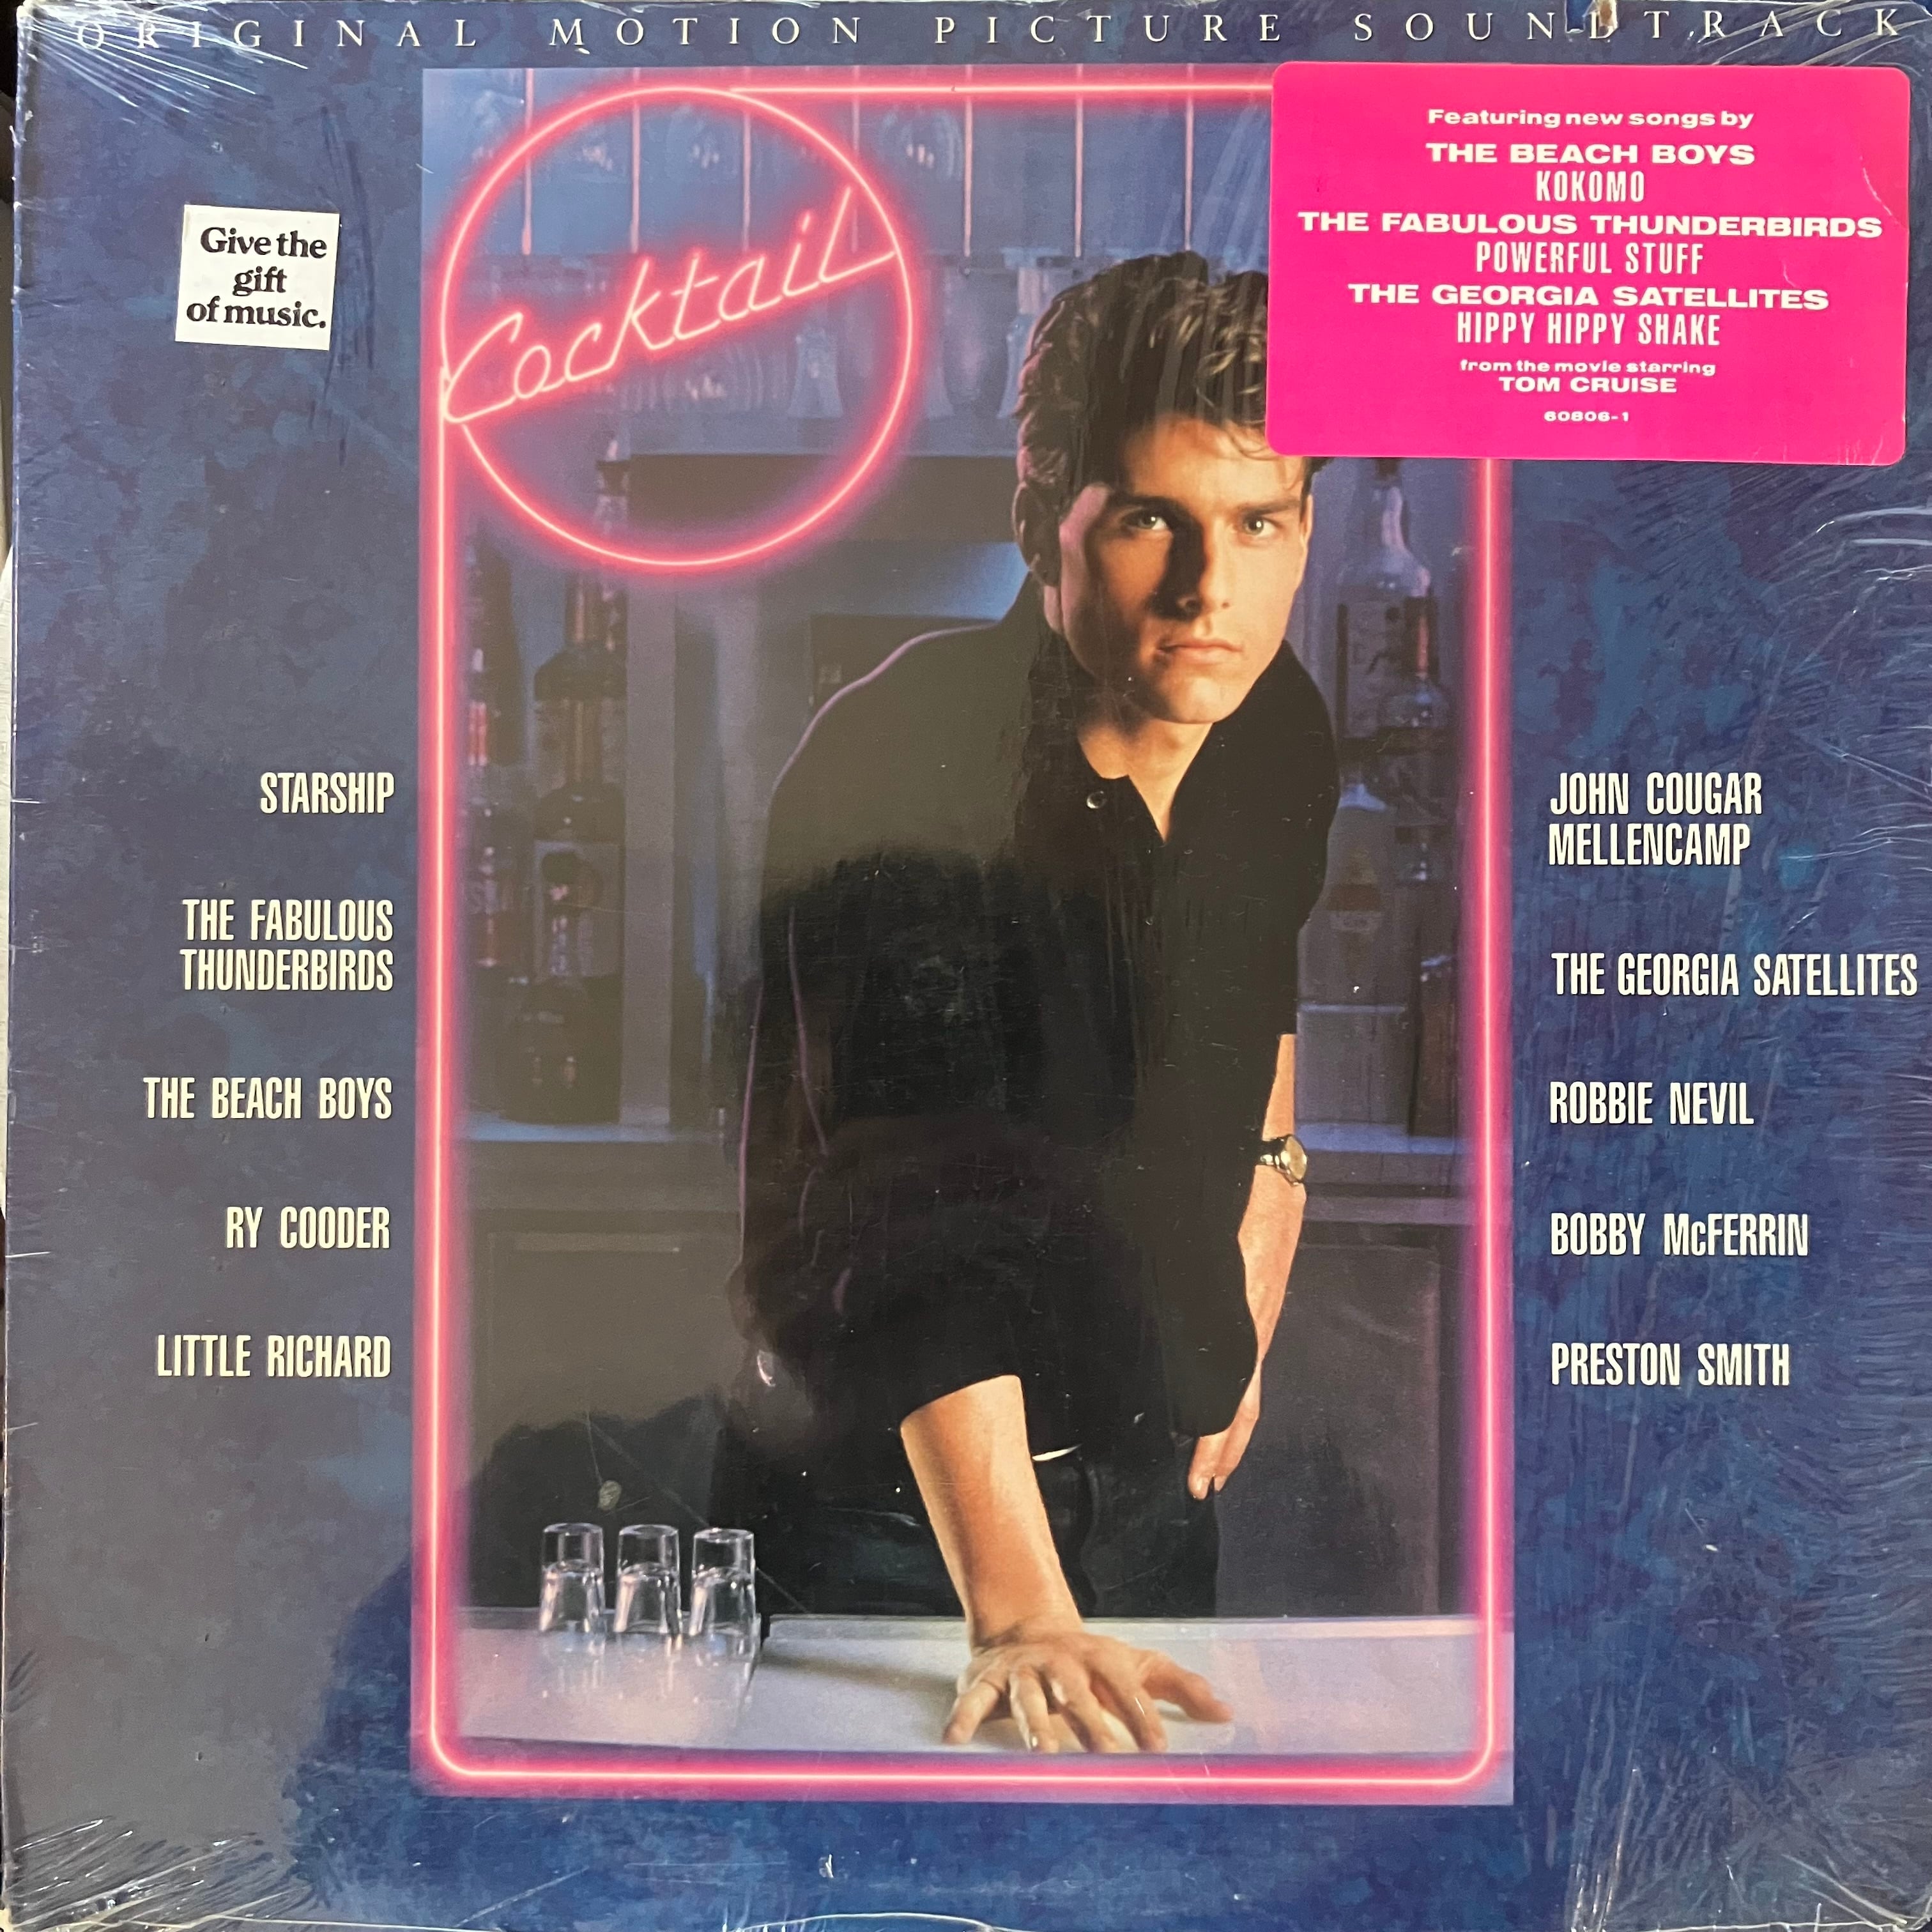 ORIGINAL MOTION PICTURE SOUNDTRACK
Featuring new songs by
THE BEACH BOYS
KOKOMO
THE FABULOUS THUNDERBIRDS
POWERFUL STUFF
THE GEORGIA SATELLITES
HIPPY HIPPY SHAKE
from the movie starring
TOM CRUISE
60806-1
Give the
gift
of music.
Cocktail
STARSHIP
THE FABULOUS
THUNDERBIRDS
THE BEACH BOYS
RY COODER
LITTLE RICHARD
JOHN COUGAR
MELLENCAMP
THE GEORGIA SATELLITES
ROBBIE NEVIL
BOBBY McFERRIN
PRESTON SMITH